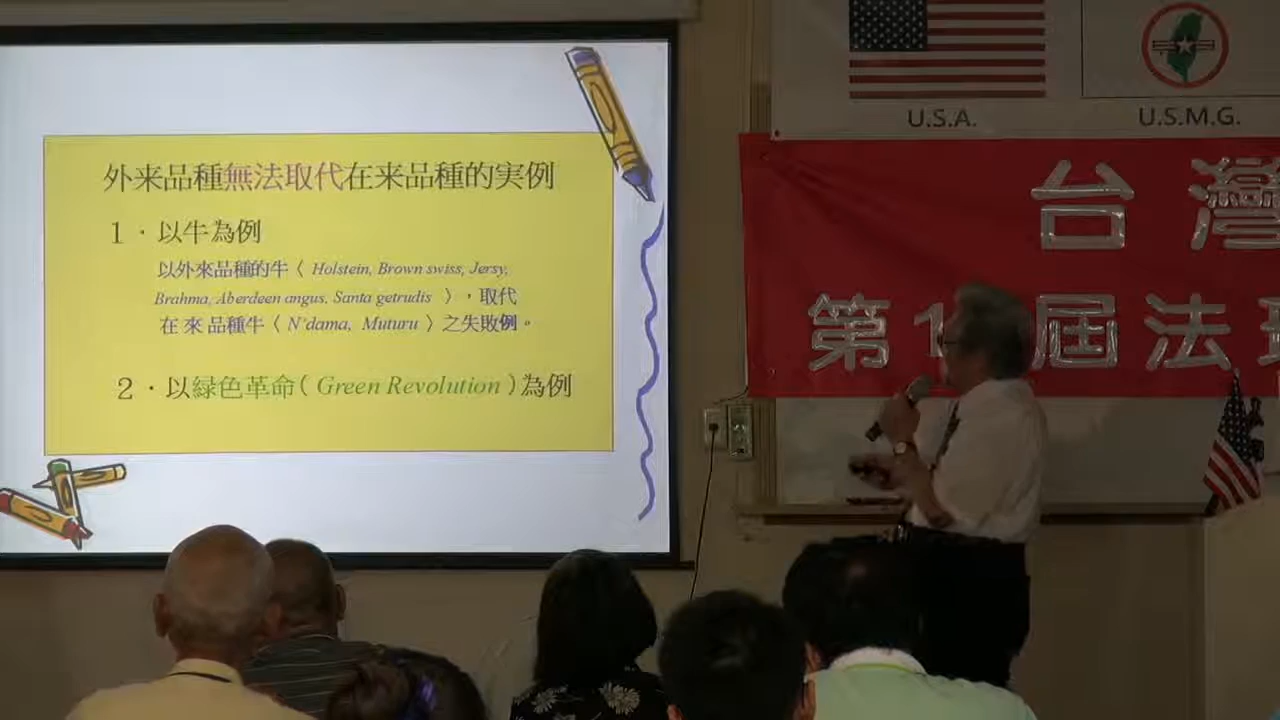 外来品種無法取代在来品種的実例
1．以牛為例
以外來品種的牛〈 Holstein, Brown swiss, Jersy,
Brahma, Aberdeen angus, Santa getrudis 〉，取代
在來品種牛〈 N'dama, Muturu 〉之失敗例。
2．以緑色革命( Green Revolution )為例
U.S.A.
U.S.M.G.
台灣
第1 屆法